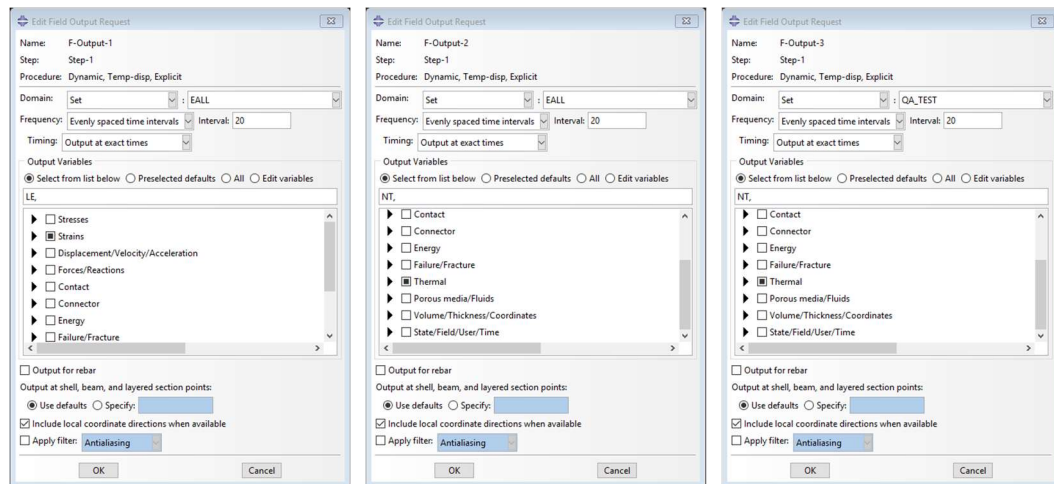 Edit Field Output Request
Name: F-Output-1
Step: Step-1
Procedure: Dynamic, Temp-disp, Explicit
Domain: Set : EALL
Frequency: Evenly spaced time intervals Interval: 20
Timing: Output at exact times
Output Variables
Select from list below Preselected defaults All Edit variables
LE,
Stresses
Strains
Displacement/Velocity/Acceleration
Forces/Reactions
Contact
Connector
Energy
Failure/Fracture
Output for rebar
Output at shell, beam, and layered section points:
Use defaults Specify:
Include local coordinate directions when available
Apply filter: Antialiasing
OK Cancel
Edit Field Output Request
Name: F-Output-2
Step: Step-1
Procedure: Dynamic, Temp-disp, Explicit
Domain: Set : EALL
Frequency: Evenly spaced time intervals Interval: 20
Timing: Output at exact times
Output Variables
Select from list below Preselected defaults All Edit variables
NT,
Contact
Connector
Energy
Failure/Fracture
Thermal
Porous media/Fluids
Volume/Thickness/Coordinates
State/Field/User/Time
Output for rebar
Output at shell, beam, and layered section points:
Use defaults Specify:
Include local coordinate directions when available
Apply filter: Antialiasing
OK Cancel
Edit Field Output Request
Name: F-Output-3
Step: Step-1
Procedure: Dynamic, Temp-disp, Explicit
Domain: Set : QA_TEST
Frequency: Evenly spaced time intervals Interval: 20
Timing: Output at exact times
Output Variables
Select from list below Preselected defaults All Edit variables
NT,
Contact
Connector
Energy
Failure/Fracture
Thermal
Porous media/Fluids
Volume/Thickness/Coordinates
State/Field/User/Time
Output for rebar
Output at shell, beam, and layered section points:
Use defaults Specify:
Include local coordinate directions when available
Apply filter: Antialiasing
OK Cancel